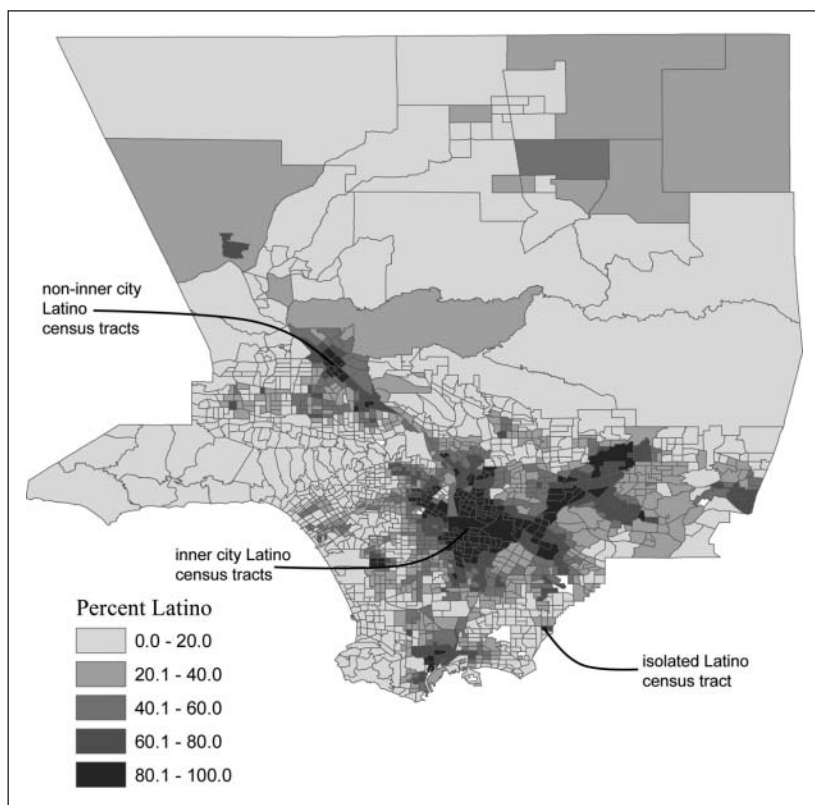 non-inner city
Latino
census tracts
inner city Latino
census tracts
Percent Latino
0.0 - 20.0
20.1 - 40.0
40.1 - 60.0
60.1 - 80.0
80.1 - 100.0
isolated Latino
census tract